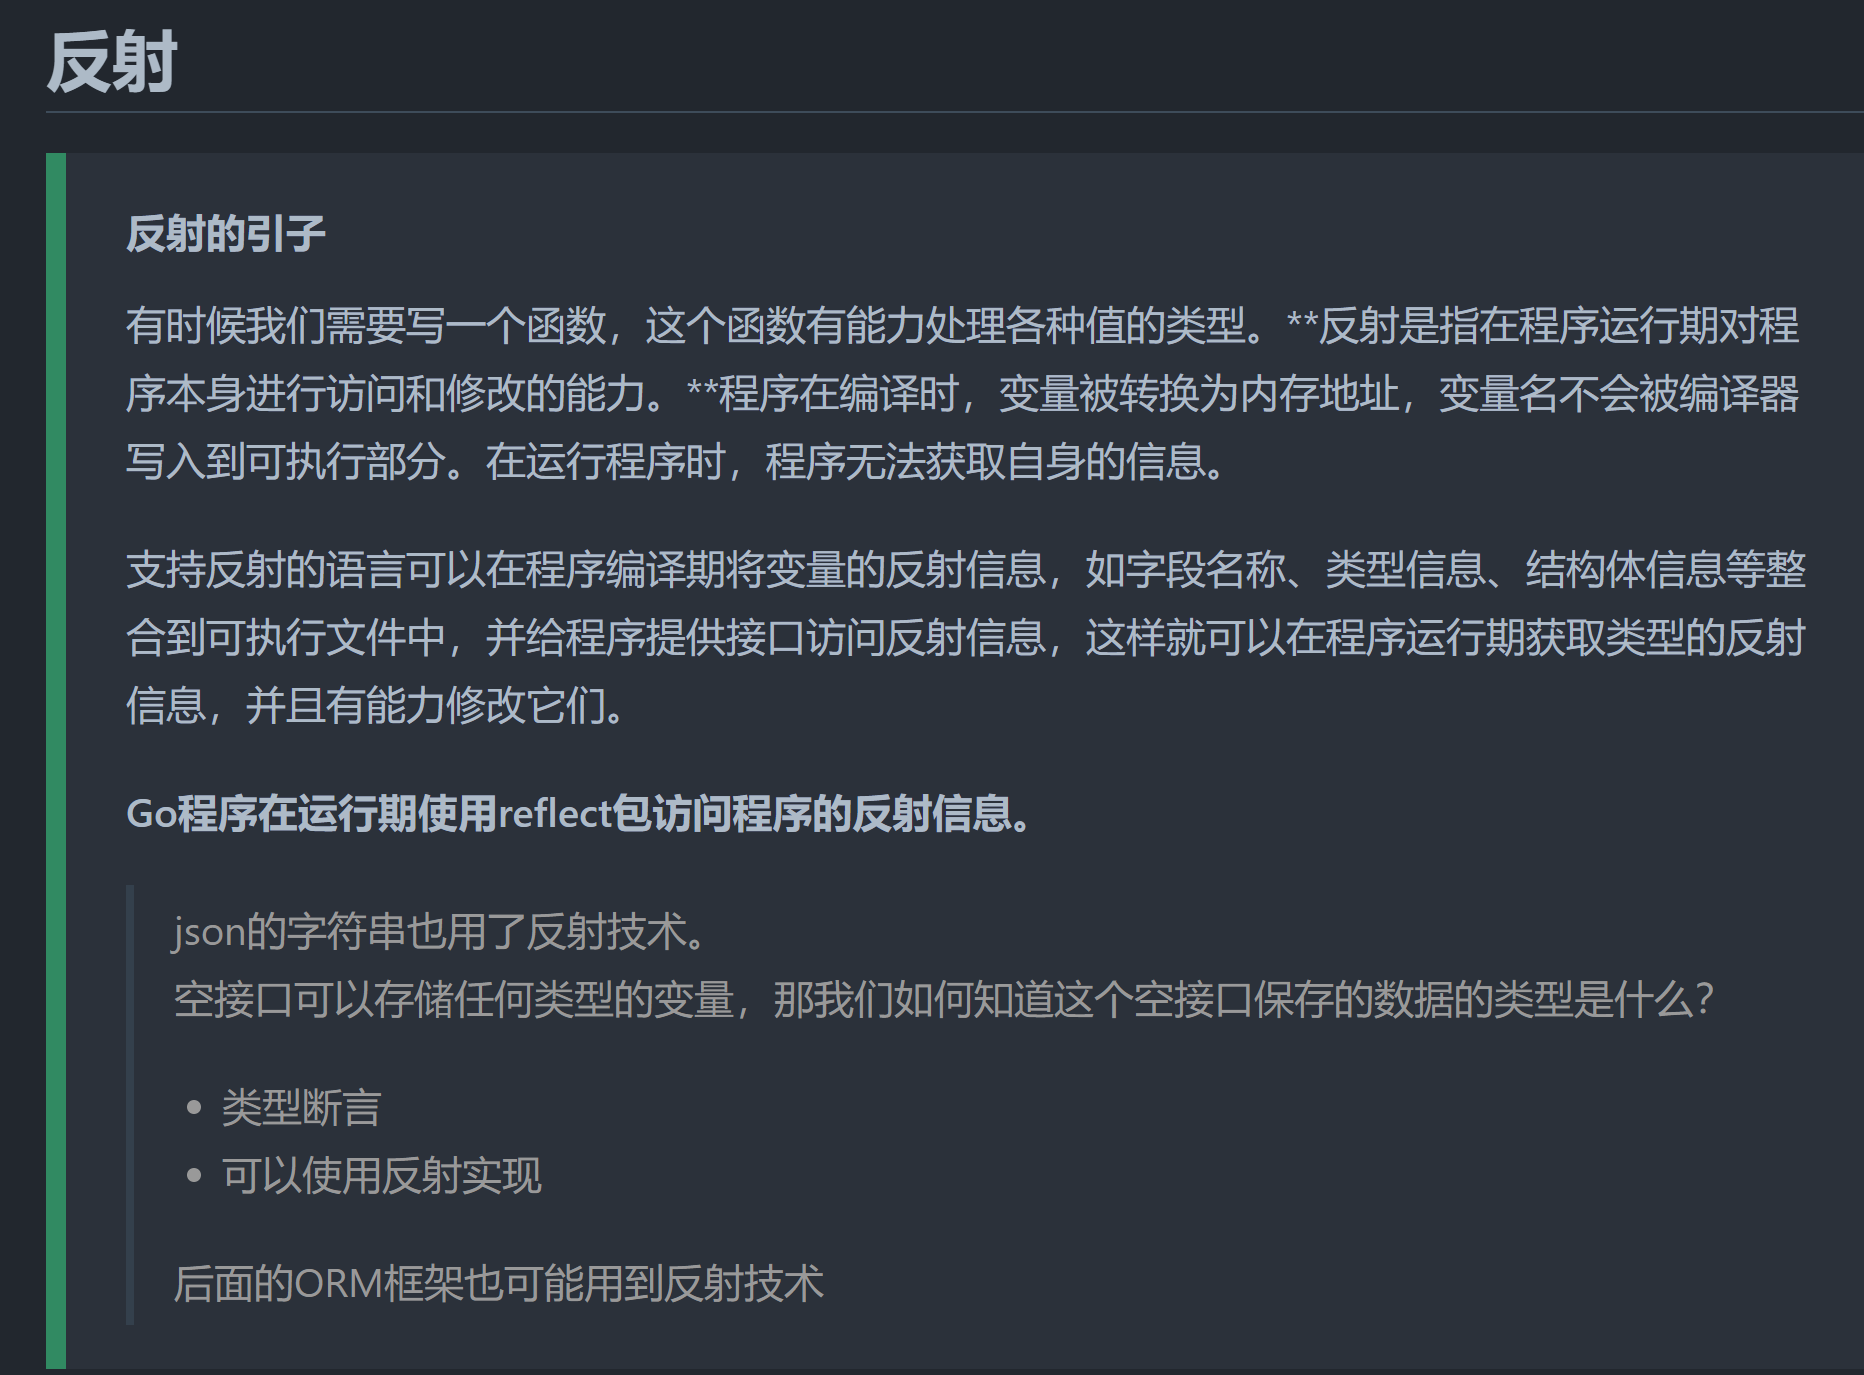 反射
反射的引子
有时候我们需要写一个函数，这个函数有能力处理各种值的类型。**反射是指在程序运行期对程
序本身进行访问和修改的能力。**程序在编译时，变量被转换为内存地址，变量名不会被编译器
写入到可执行部分。在运行程序时，程序无法获取自身的信息。
支持反射的语言可以在程序编译期将变量的反射信息，如字段名称、类型信息、结构体信息等整
合到可执行文件中，并给程序提供接口访问反射信息，这样就可以在程序运行期获取类型的反射
信息，并且有能力修改它们。
Go程序在运行期使用reflect包访问程序的反射信息。
json的字符串也用了反射技术。
空接口可以存储任何类型的变量，那我们如何知道这个空接口保存的数据的类型是什么？
• 类型断言
• 可以使用反射实现
后面的ORM框架也可能用到反射技术